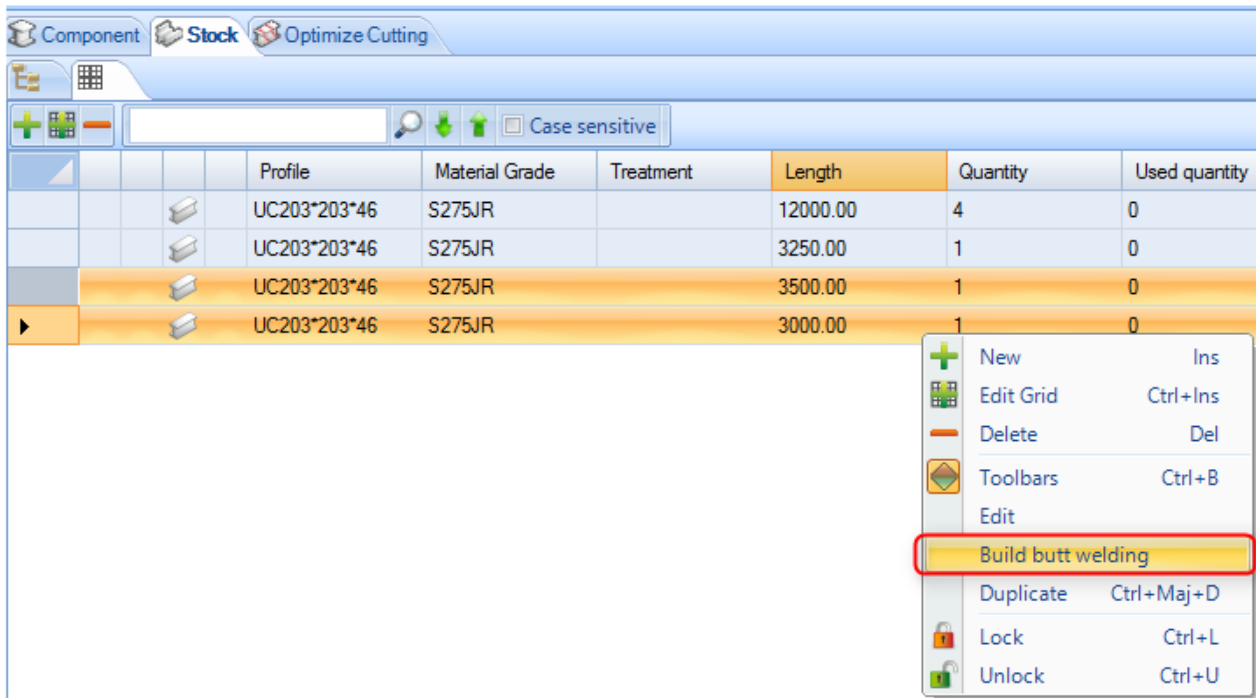 Component Stock Optimize Cutting
Case sensitive
Profile Material Grade Treatment Length Quantity Used quantity
UC203*203*46 S275JR 12000.00 4 0
UC203*203*46 S275JR 3250.00 1 0
UC203*203*46 S275JR 3500.00 1 0
UC203*203*46 S275JR 3000.00 1 0
New Ins
Edit Grid Ctrl+Ins
Delete Del
Toolbars Ctrl+B
Edit
Build butt welding
Duplicate Ctrl+Maj+D
Lock Ctrl+L
Unlock Ctrl+U